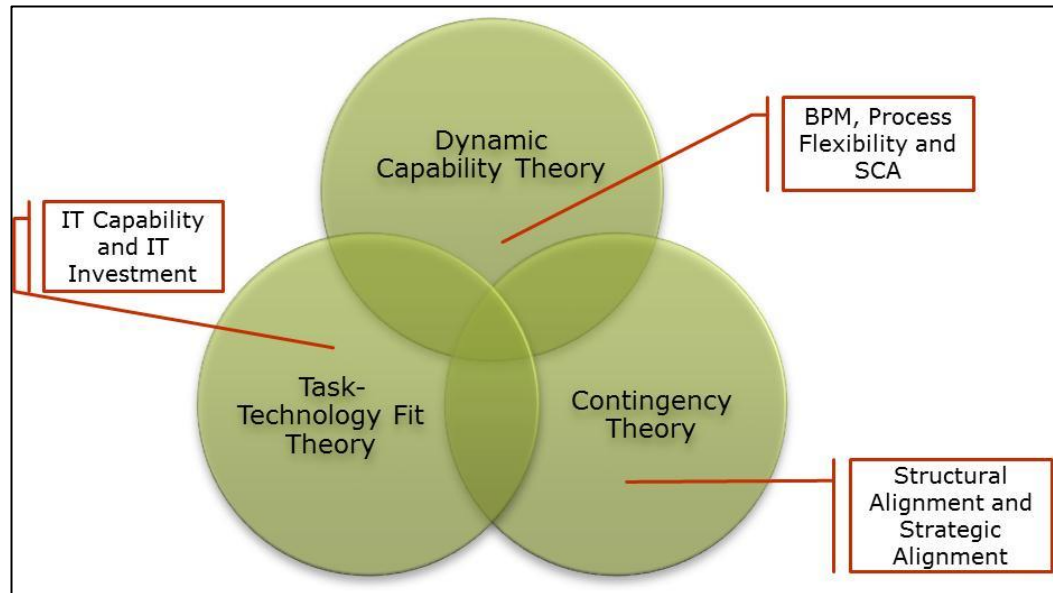 Dynamic
Capability Theory
BPM, Process
Flexibility and
SCA
IT Capability
and IT
Investment
Task-
Technology Fit
Theory
Contingency
Theory
Structural
Alignment and
Strategic
Alignment